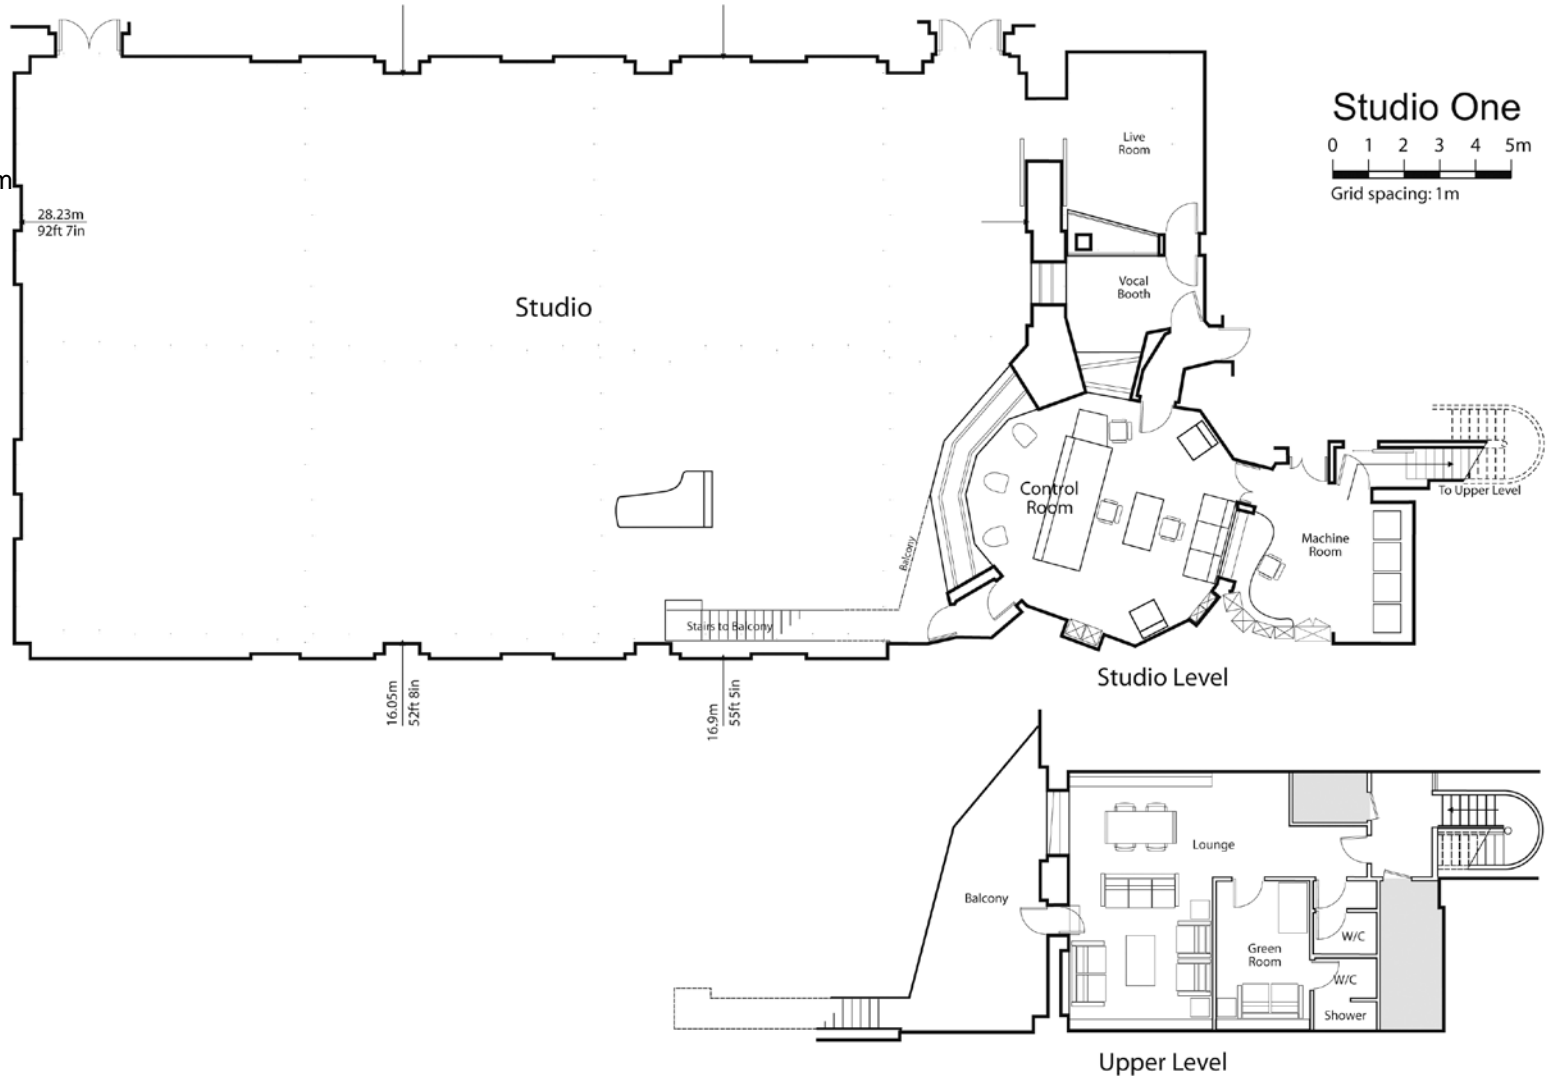 Studio One
0 1 2 3 4 5m
Grid spacing: 1m
Live
Room
m
28.23m
92ft 7in
Vocal
Booth
Studio
Control
Room
To Upper Level
Machine
Room
Balcony
Stairs to Balcony
Studio Level
16.05m
52ft 8in
16.9m
55ft 5in
Lounge
Balcony
W/C
Green
Room
W/C
Shower
Upper Level